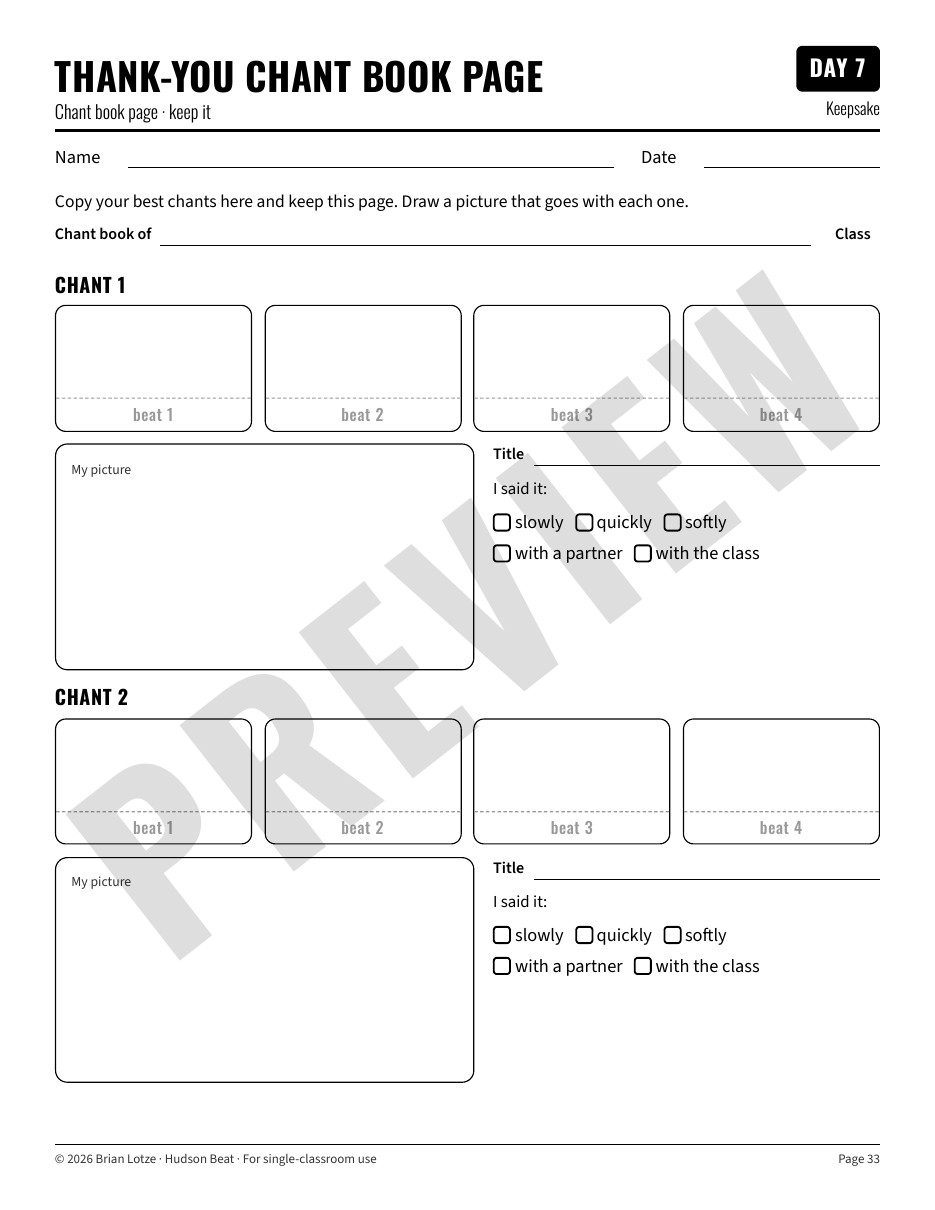 THANK-YOU CHANT BOOK PAGE
DAY 7
Chant book page · keep it
Keepsake
Name Date
Copy your best chants here and keep this page. Draw a picture that goes with each one.
Chant book of Class
CHANT 1
beat 1 beat 2 beat 3 beat 4
My picture
Title
I said it:
slowly quickly softly
with a partner with the class
CHANT 2
beat 1 beat 2 beat 3 beat 4
My picture
Title
I said it:
slowly quickly softly
with a partner with the class
PREVIEW
© 2026 Brian Lotze · Hudson Beat · For single-classroom use
Page 33